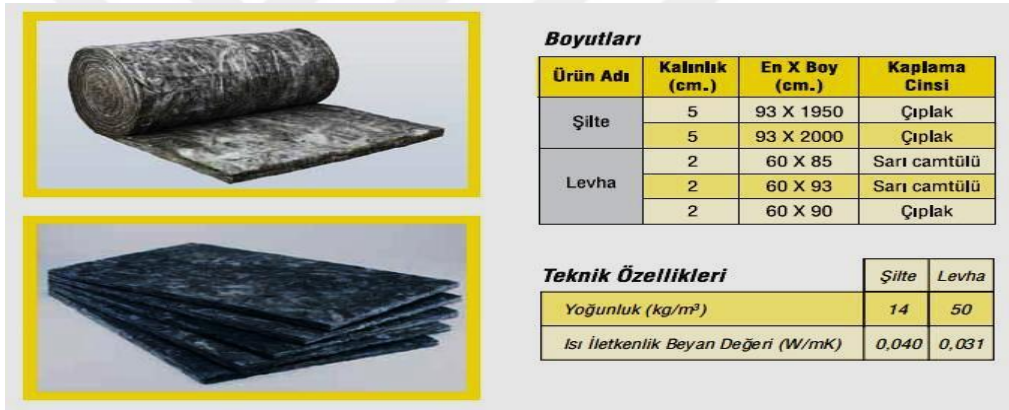 Boyutları
Ürün Adı Kalınlık (cm.) En X Boy (cm.) Kaplama Cinsi
Şilte 5 93 X 1950 Çıplak
5 93 X 2000 Çıplak
Levha 2 60 X 85 Sarı camtülü
2 60 X 93 Sarı camtülü
2 60 X 90 Çıplak
Teknik Özellikleri Şilte Levha
Yoğunluk (kg/m³) 14 50
Isı İletkenlik Beyan Değeri (W/mK) 0,040 0,031